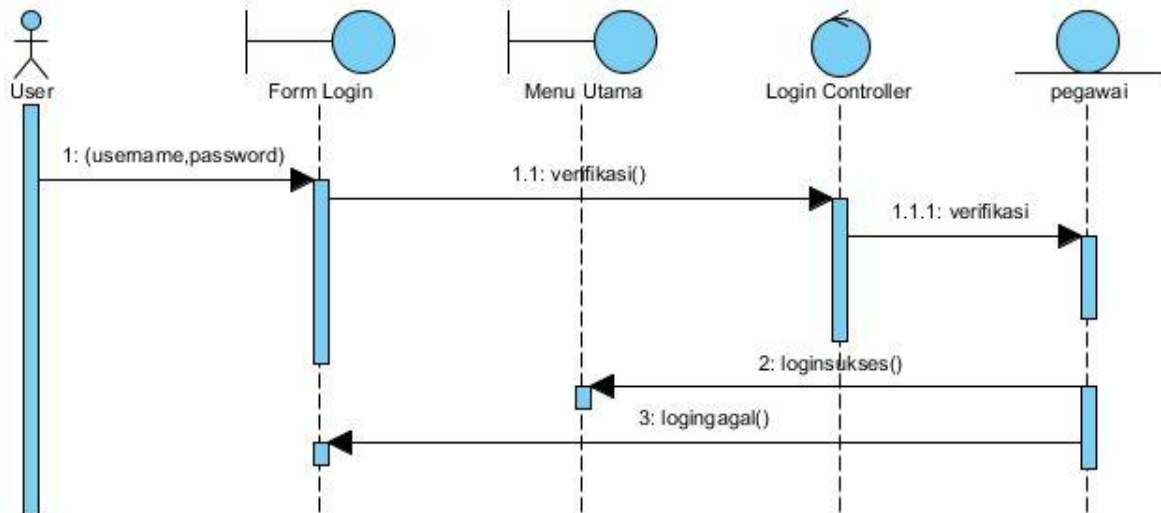 User
Form Login
Menu Utama
Login Controller
pegawai
1: (username,password)
1.1: verifikasi()
1.1.1: verifikasi
2: loginsukses()
3: logingagal()